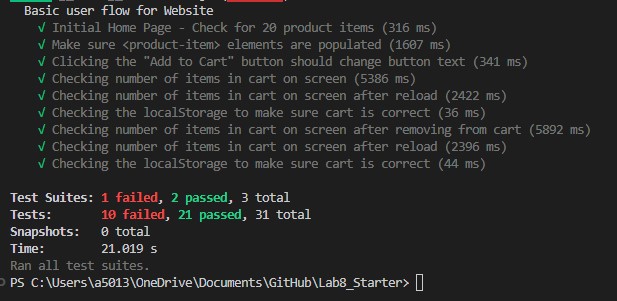 Basic user flow for Website
√ Initial Home Page - Check for 20 product items (316 ms)
√ Make sure <product-item> elements are populated (1607 ms)
√ Clicking the "Add to Cart" button should change button text (341 ms)
√ Checking number of items in cart on screen (5386 ms)
√ Checking number of items in cart on screen after reload (2422 ms)
√ Checking the localStorage to make sure cart is correct (36 ms)
√ Checking number of items in cart on screen after removing from cart (5892 ms)
√ Checking number of items in cart on screen after reload (2396 ms)
√ Checking the localStorage to make sure cart is correct (44 ms)
Test Suites: 1 failed, 2 passed, 3 total
Tests: 10 failed, 21 passed, 31 total
Snapshots: 0 total
Time: 21.019 s
Ran all test suites.
PS C:\Users\a5013\OneDrive\Documents\GitHub\Lab8_Starter>